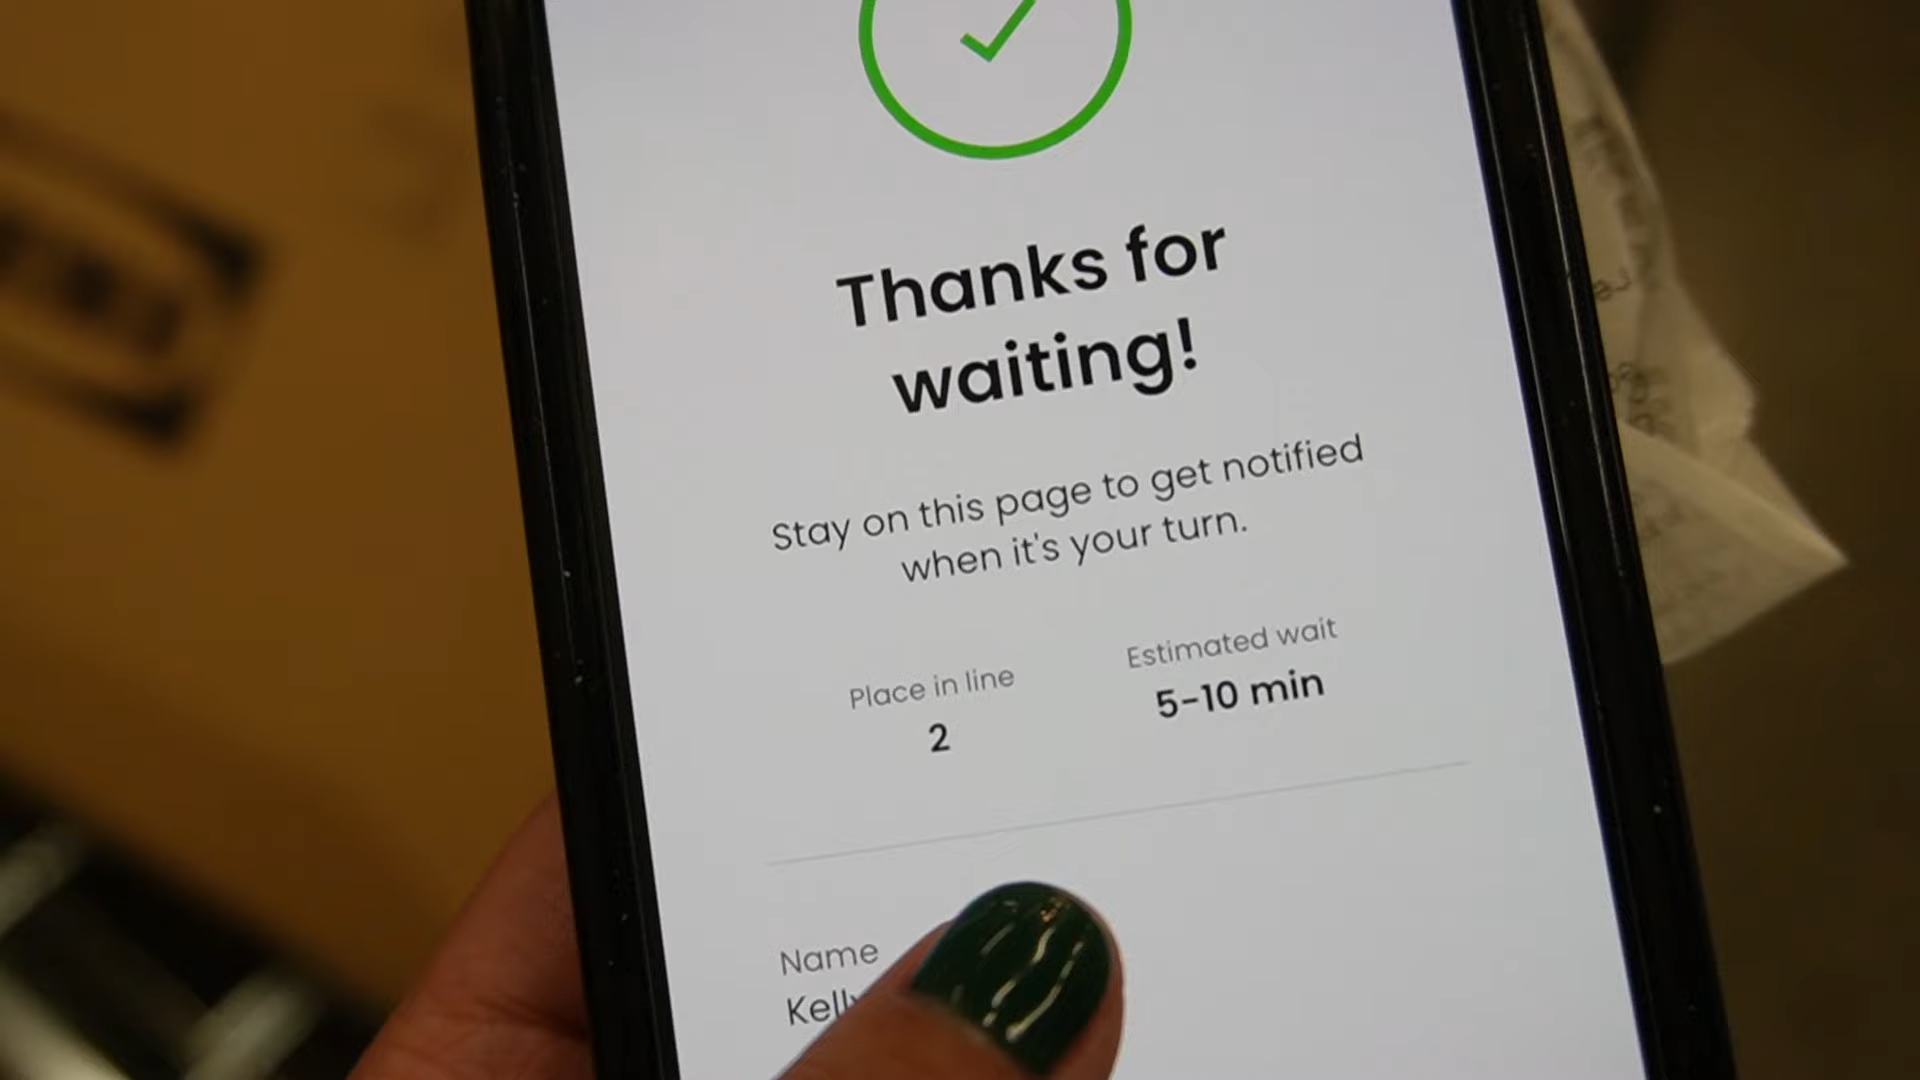 Thanks for
waiting!
Stay on this page to get notified
when it's your turn.
Place in line
2
Estimated wait
5-10 min
Name
Kelly